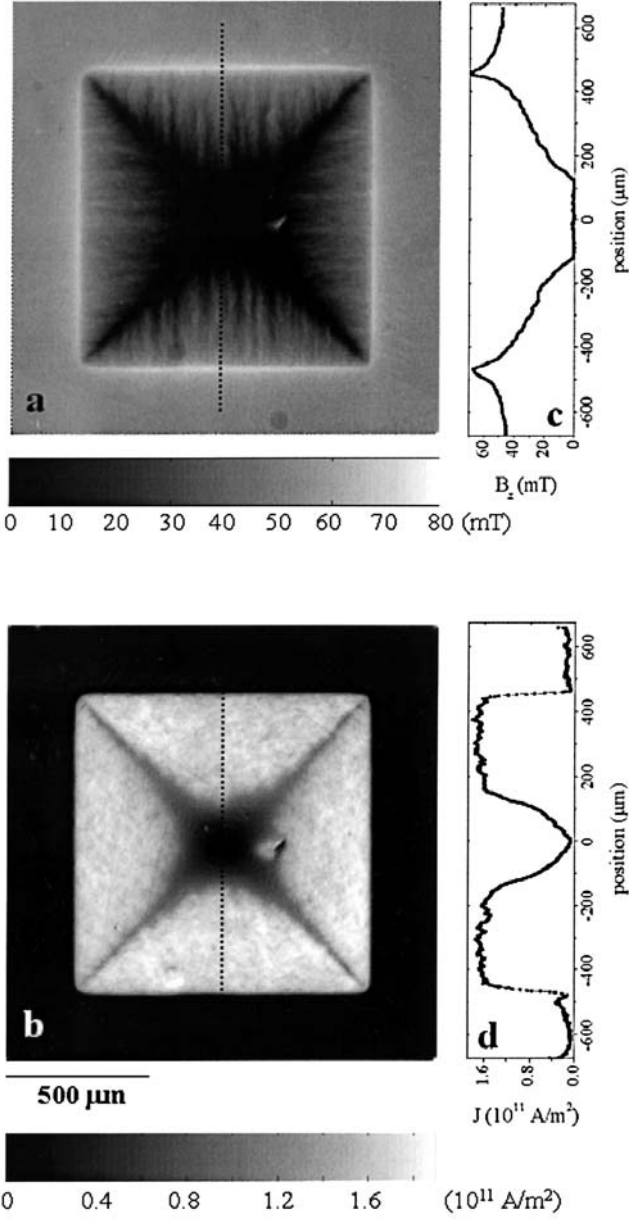 a
0 10 20 30 40 50 60 70 80 (mT)
600
400
200
0
-200
-400
-600
position (μm)
c
60 40 20 0
B_z (mT)
b
500 μm
0 0.4 0.8 1.2 1.6 (10^11 A/m^2)
600
400
200
0
-200
-400
-600
position (μm)
d
1.6 0.8 0.0
J (10^11 A/m^2)